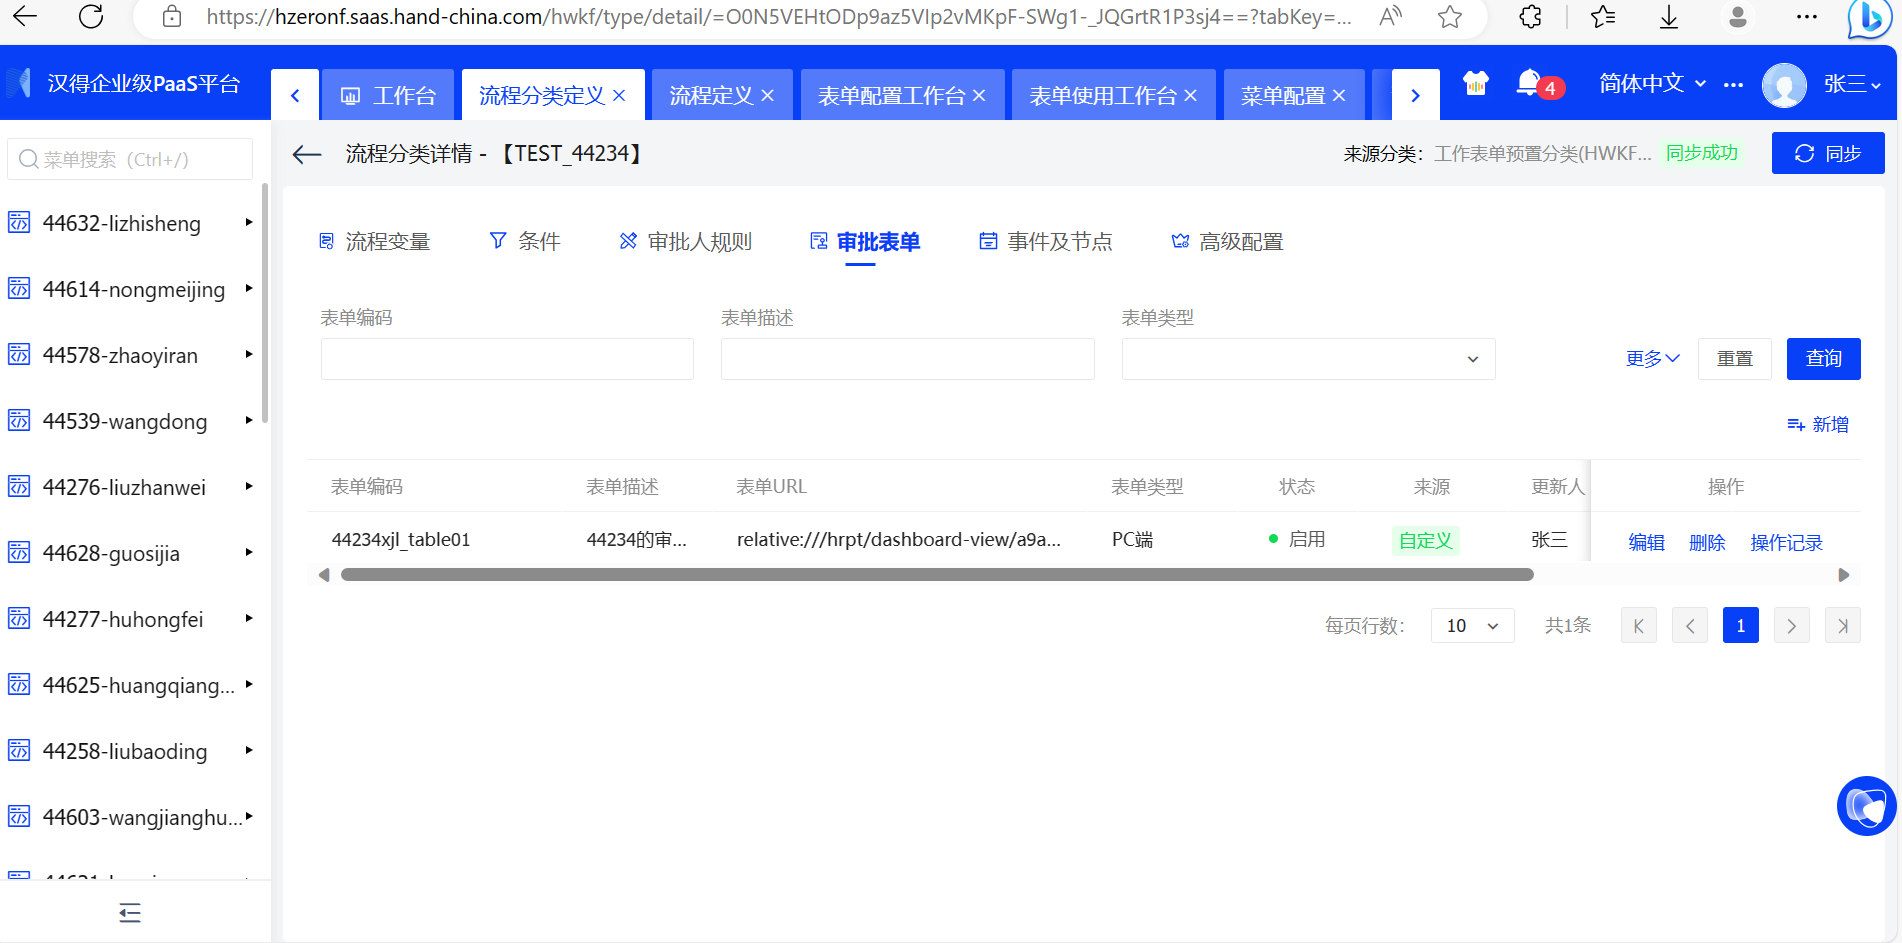 https://hzeronf.saas.hand-china.com/hwkf/type/detail/=O0N5VEHtODp9az5VIp2vMKpF-SWg1-_JQGrtR1P3sj4==?tabKey=...
汉得企业级PaaS平台
工作台
流程分类定义
流程定义
表单配置工作台
表单使用工作台
菜单配置
4
简体中文
张三
菜单搜索（Ctrl+/）
44632-lizhisheng
44614-nongmeijing
44578-zhaoyiran
44539-wangdong
44276-liuzhanwei
44628-guosijia
44277-huhongfei
44625-huangqiang...
44258-liubaoding
44603-wangjianghu...
流程分类详情 - 【TEST_44234】
来源分类：工作表单预置分类(HWKF... 同步成功
同步
流程变量
条件
审批人规则
审批表单
事件及节点
高级配置
表单编码
表单描述
表单类型
更多
重置
查询
新增
表单编码 表单描述 表单URL 表单类型 状态 来源 更新人 操作
44234xjl_table01 44234的审... relative:///hrpt/dashboard-view/a9a... PC端 启用 自定义 张三 编辑 删除 操作记录
每页行数： 10 共1条 1